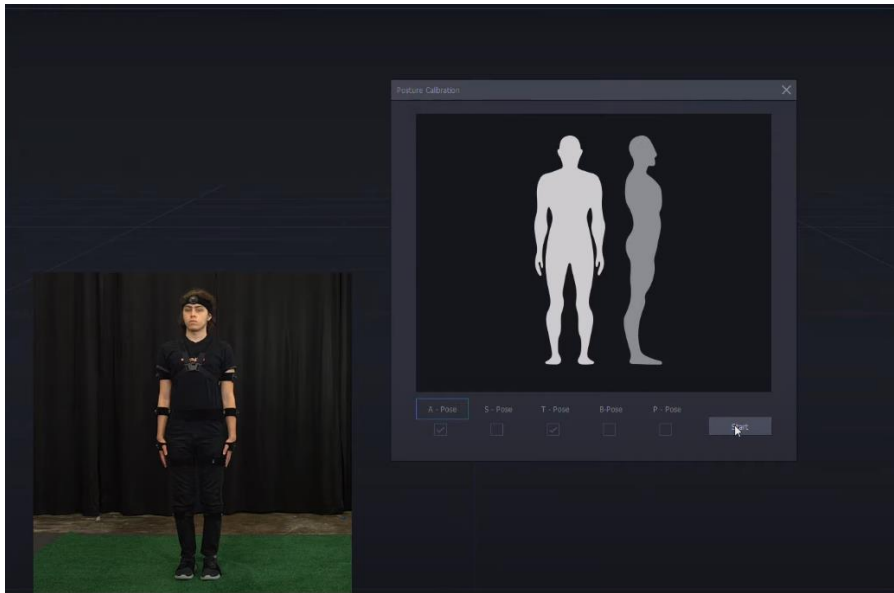 Posture Calibration
A - Pose S - Pose T - Pose B-Pose P - Pose
Start